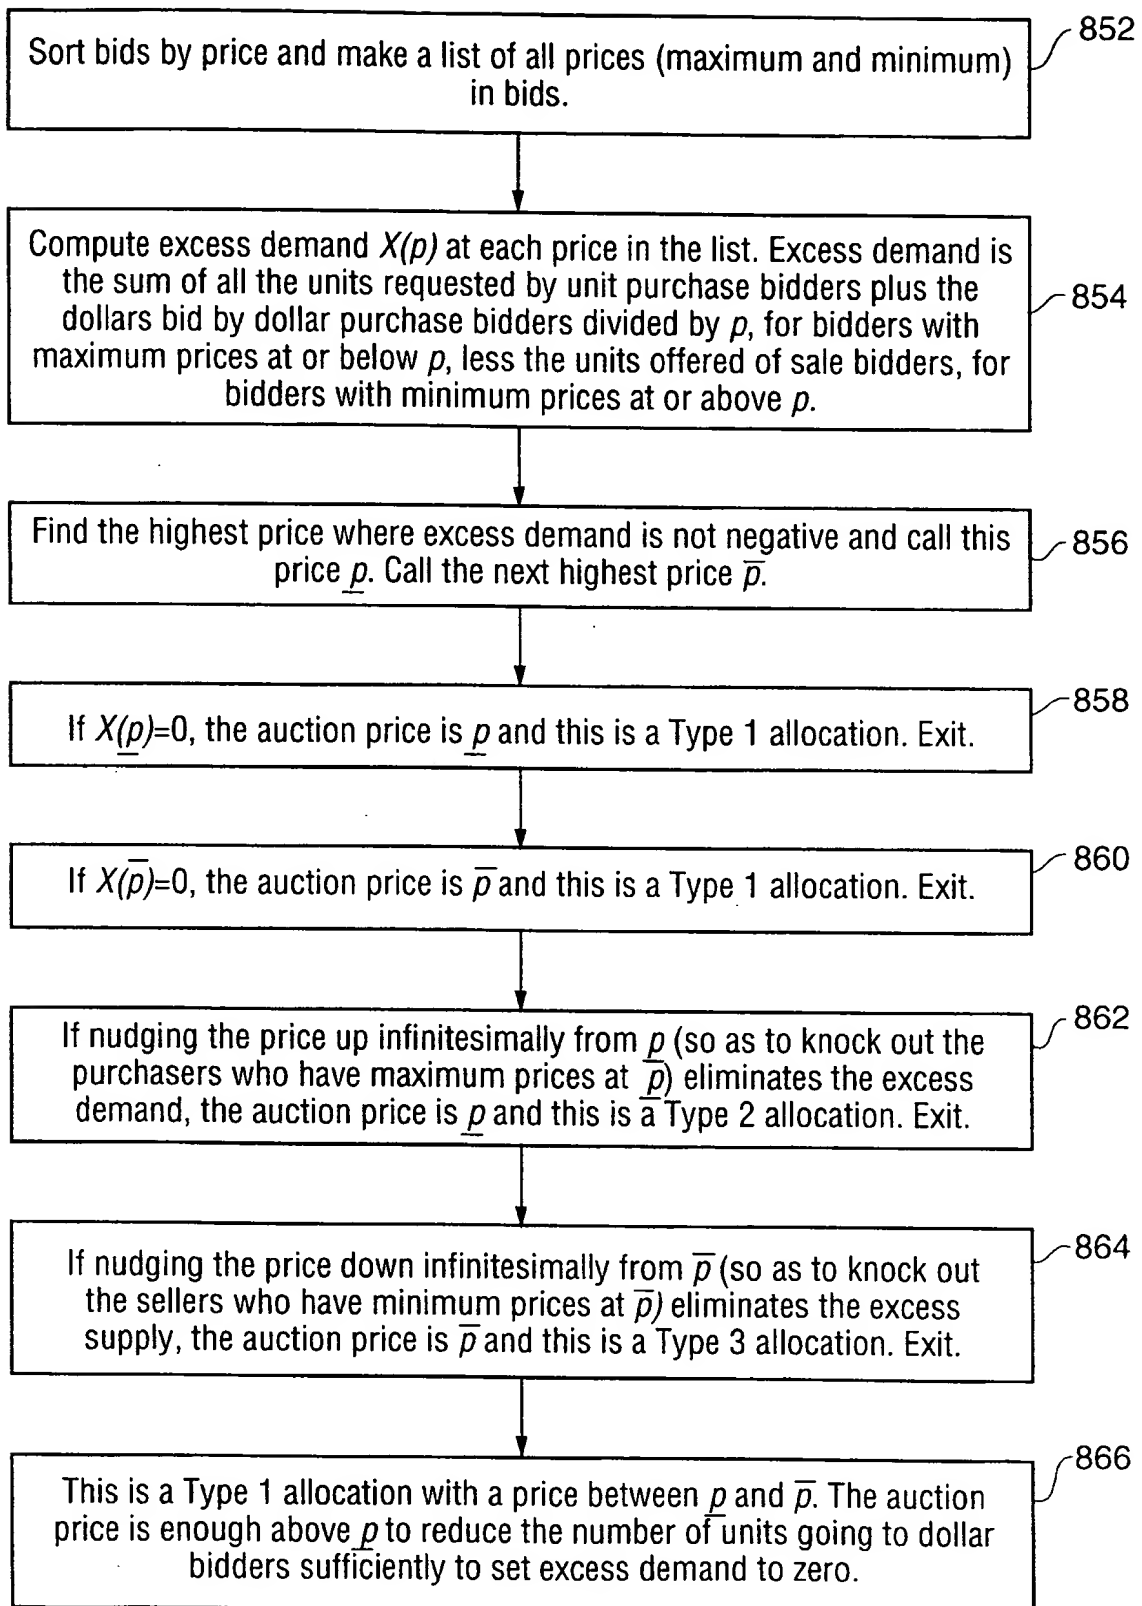 Sort bids by price and make a list of all prices (maximum and minimum)
in bids.
852
Compute excess demand X(p) at each price in the list. Excess demand is
the sum of all the units requested by unit purchase bidders plus the
dollars bid by dollar purchase bidders divided by p, for bidders with
maximum prices at or below p, less the units offered of sale bidders, for
bidders with minimum prices at or above p.
854
Find the highest price where excess demand is not negative and call this
price p̲. Call the next highest price p̅.
856
If X(p̲)=0, the auction price is p̲ and this is a Type 1 allocation. Exit.
858
If X(p̅)=0, the auction price is p̅ and this is a Type 1 allocation. Exit.
860
If nudging the price up infinitesimally from p̲ (so as to knock out the
purchasers who have maximum prices at p̅) eliminates the excess
demand, the auction price is p̲ and this is a Type 2 allocation. Exit.
862
If nudging the price down infinitesimally from p̅ (so as to knock out
the sellers who have minimum prices at p̅) eliminates the excess
supply, the auction price is p̅ and this is a Type 3 allocation. Exit.
864
This is a Type 1 allocation with a price between p̲ and p̅. The auction
price is enough above p̲ to reduce the number of units going to dollar
bidders sufficiently to set excess demand to zero.
866